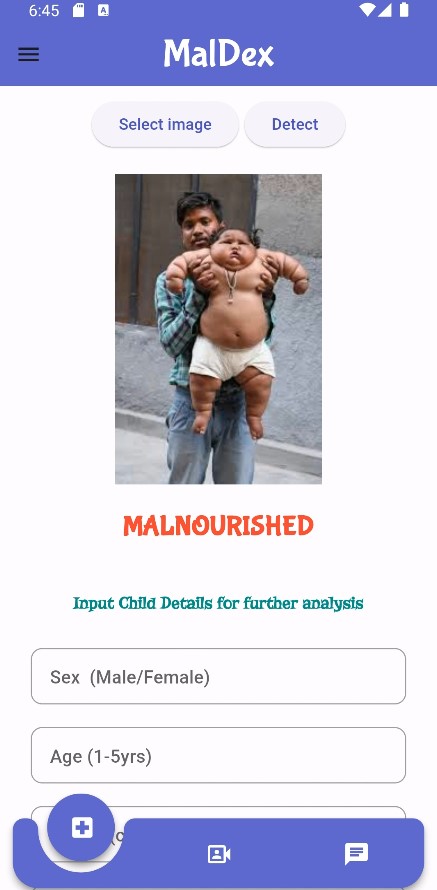 6:45
MalDex
Select image
Detect
MALNOURISHED
Input Child Details for further analysis
Sex (Male/Female)
Age (1-5yrs)